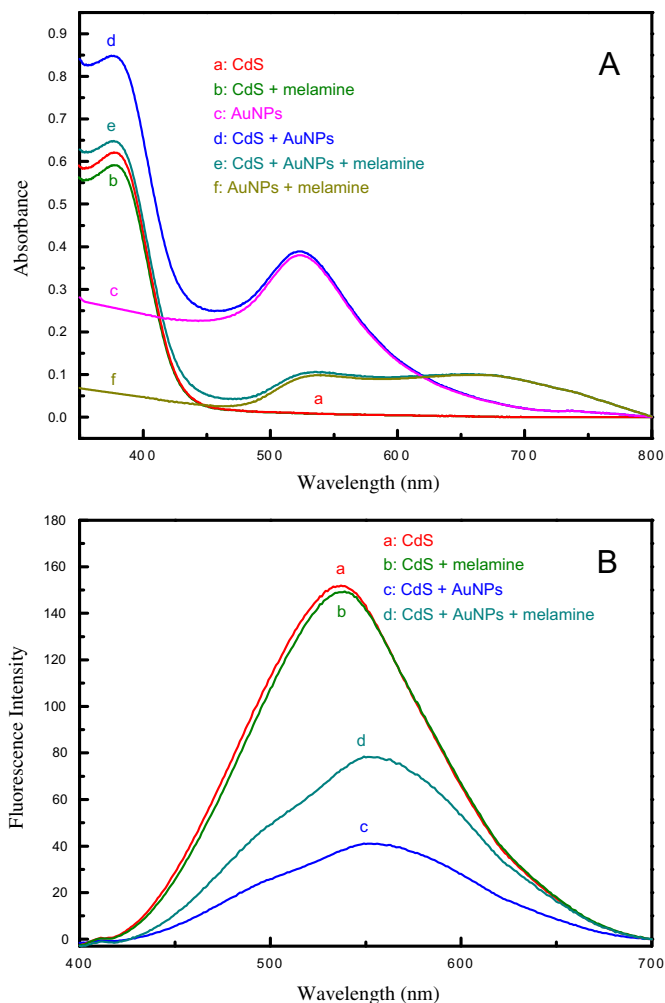 A
a: CdS
b: CdS + melamine
c: AuNPs
d: CdS + AuNPs
e: CdS + AuNPs + melamine
f: AuNPs + melamine
d
e
b
c
f
a
Absorbance
0.9
0.8
0.7
0.6
0.5
0.4
0.3
0.2
0.1
0.0
400 500 600 700 800
Wavelength (nm)
B
a: CdS
b: CdS + melamine
c: CdS + AuNPs
d: CdS + AuNPs + melamine
a
b
d
c
Fluorescence Intensity
180
160
140
120
100
80
60
40
20
0
400 500 600 700
Wavelength (nm)